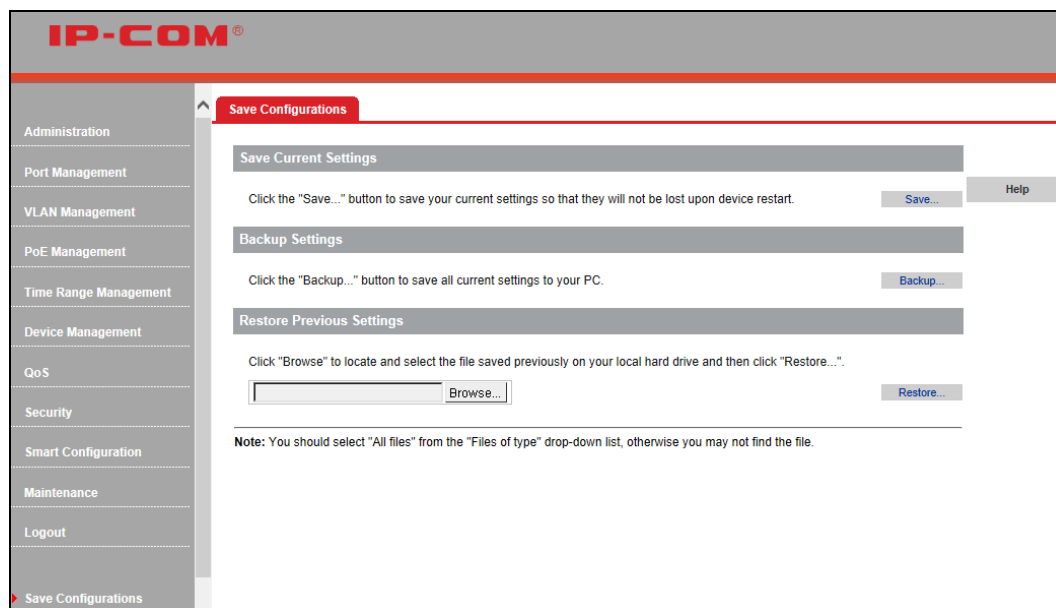 IP-COM®
Administration
Port Management
VLAN Management
PoE Management
Time Range Management
Device Management
QoS
Security
Smart Configuration
Maintenance
Logout
Save Configurations
Save Configurations
Save Current Settings
Click the "Save..." button to save your current settings so that they will not be lost upon device restart.
Save...
Help
Backup Settings
Click the "Backup..." button to save all current settings to your PC.
Backup...
Restore Previous Settings
Click "Browse" to locate and select the file saved previously on your local hard drive and then click "Restore...".
Browse...
Restore...
Note: You should select "All files" from the "Files of type" drop-down list, otherwise you may not find the file.